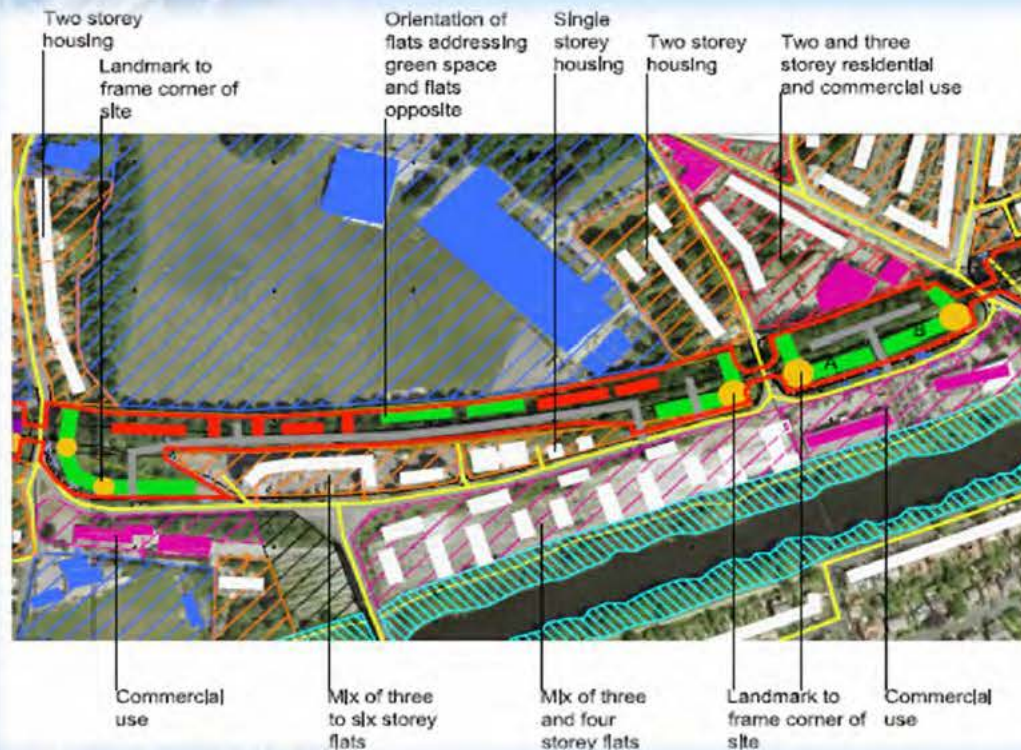 Two storey
housing
Landmark to
frame corner of
site
Orientation of
flats addressing
green space
and flats
opposite
Single
storey
housing
Two storey
housing
Two and three
storey residential
and commercial use
A
B
Commercial
use
Mix of three
to six storey
flats
Mix of three
and four
storey flats
Landmark to
frame corner of
site
Commercial
use